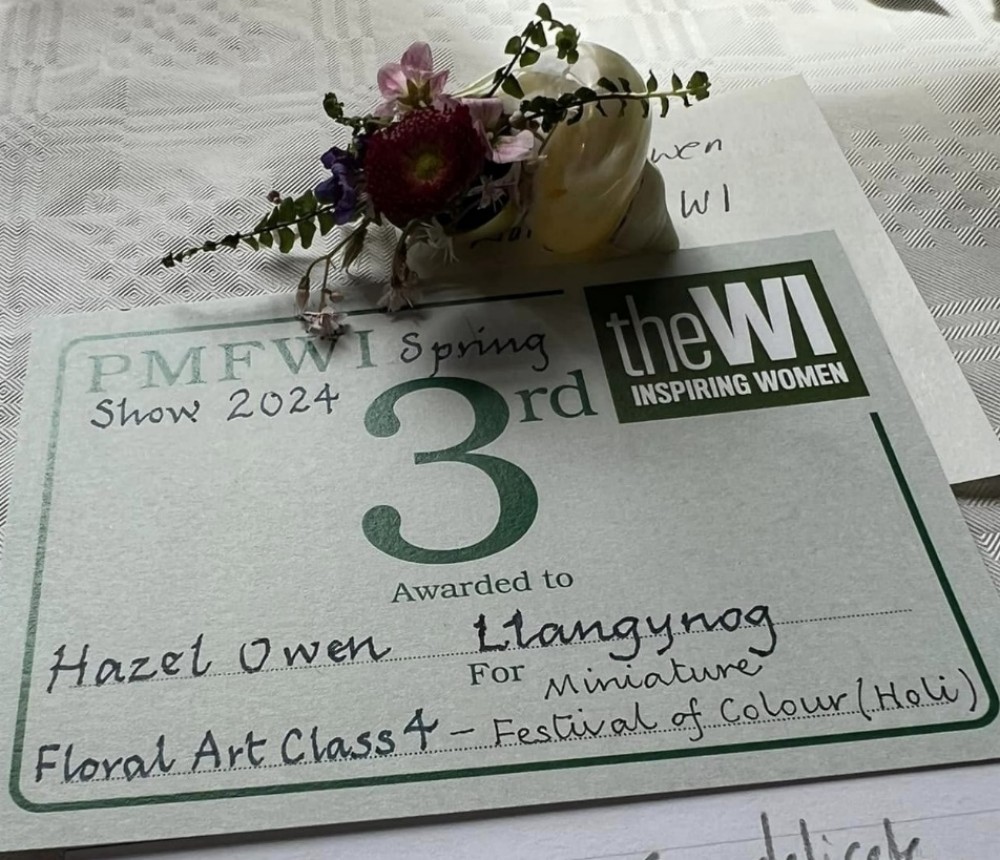 wen
WI
PMFWI Spring
Show 2024
3rd
theWI
INSPIRING WOMEN
Awarded to
Hazel Owen Llangynog
For Miniature
Floral Art Class 4 - Festival of Colour (Holi)
delicate